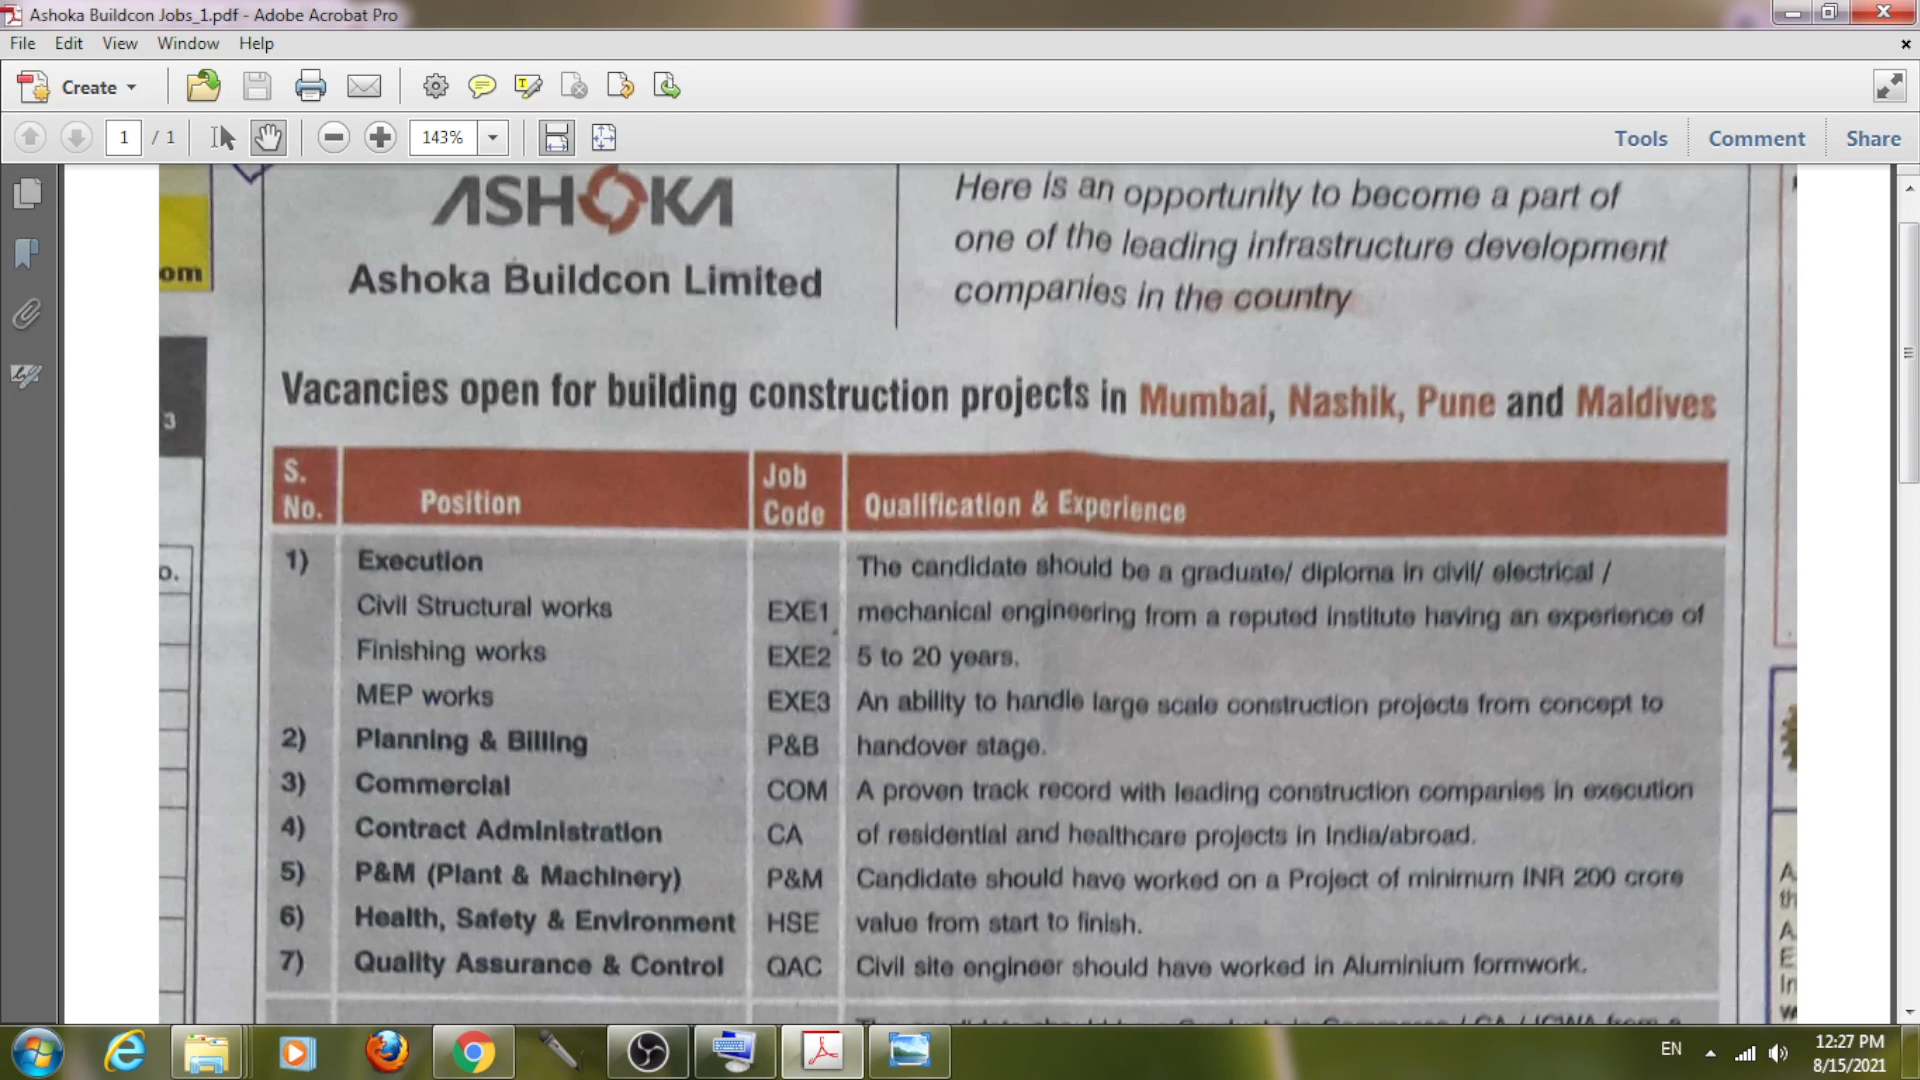 Ashoka Buildcon Jobs_1.pdf - Adobe Acrobat Pro
File Edit View Window Help
Create
1 / 1 143% Tools Comment Share
ASHOKA
Ashoka Buildcon Limited
Here is an opportunity to become a part of
one of the leading infrastructure development
companies in the country
om
3
o.
Vacancies open for building construction projects in Mumbai, Nashik, Pune and Maldives
S. No. Position Job Code Qualification & Experience
1) Execution The candidate should be a graduate/ diploma in civil/ electrical /
Civil Structural works EXE1 mechanical engineering from a reputed institute having an experience of
Finishing works EXE2 5 to 20 years.
MEP works EXE3 An ability to handle large scale construction projects from concept to
2) Planning & Billing P&B handover stage.
3) Commercial COM A proven track record with leading construction companies in execution
4) Contract Administration CA of residential and healthcare projects in India/abroad.
5) P&M (Plant & Machinery) P&M Candidate should have worked on a Project of minimum INR 200 crore
6) Health, Safety & Environment HSE value from start to finish.
7) Quality Assurance & Control QAC Civil site engineer should have worked in Aluminium formwork.
EN 12:27 PM
8/15/2021